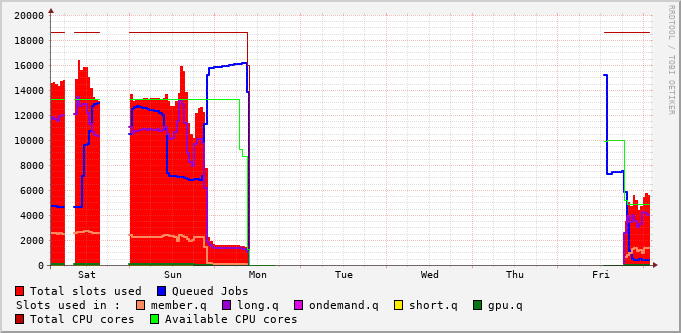 20000
18000
16000
14000
12000
10000
8000
6000
4000
2000
0
Sat Sun Mon Tue Wed Thu Fri
RRDTOOL / TOBI OETIKER
Total slots used Queued Jobs
Slots used in : member.q long.q ondemand.q short.q gpu.q
Total CPU cores Available CPU cores